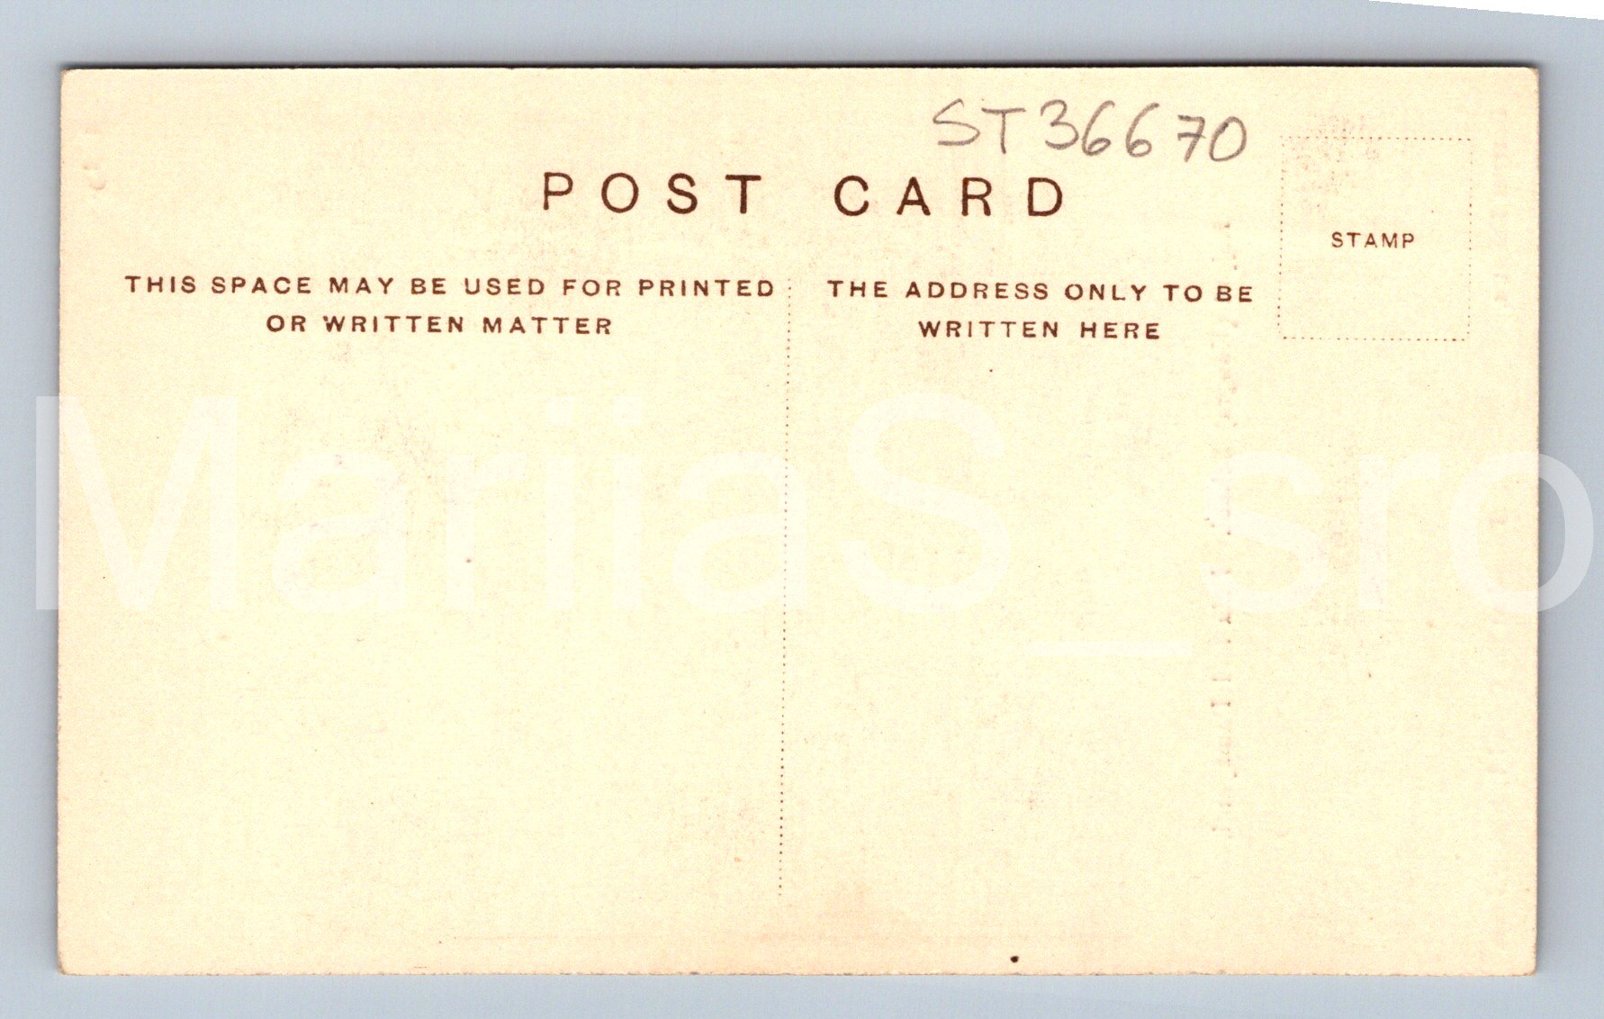 ST36670
POST CARD
STAMP
THIS SPACE MAY BE USED FOR PRINTED
OR WRITTEN MATTER
THE ADDRESS ONLY TO BE
WRITTEN HERE
MariiaS_sro